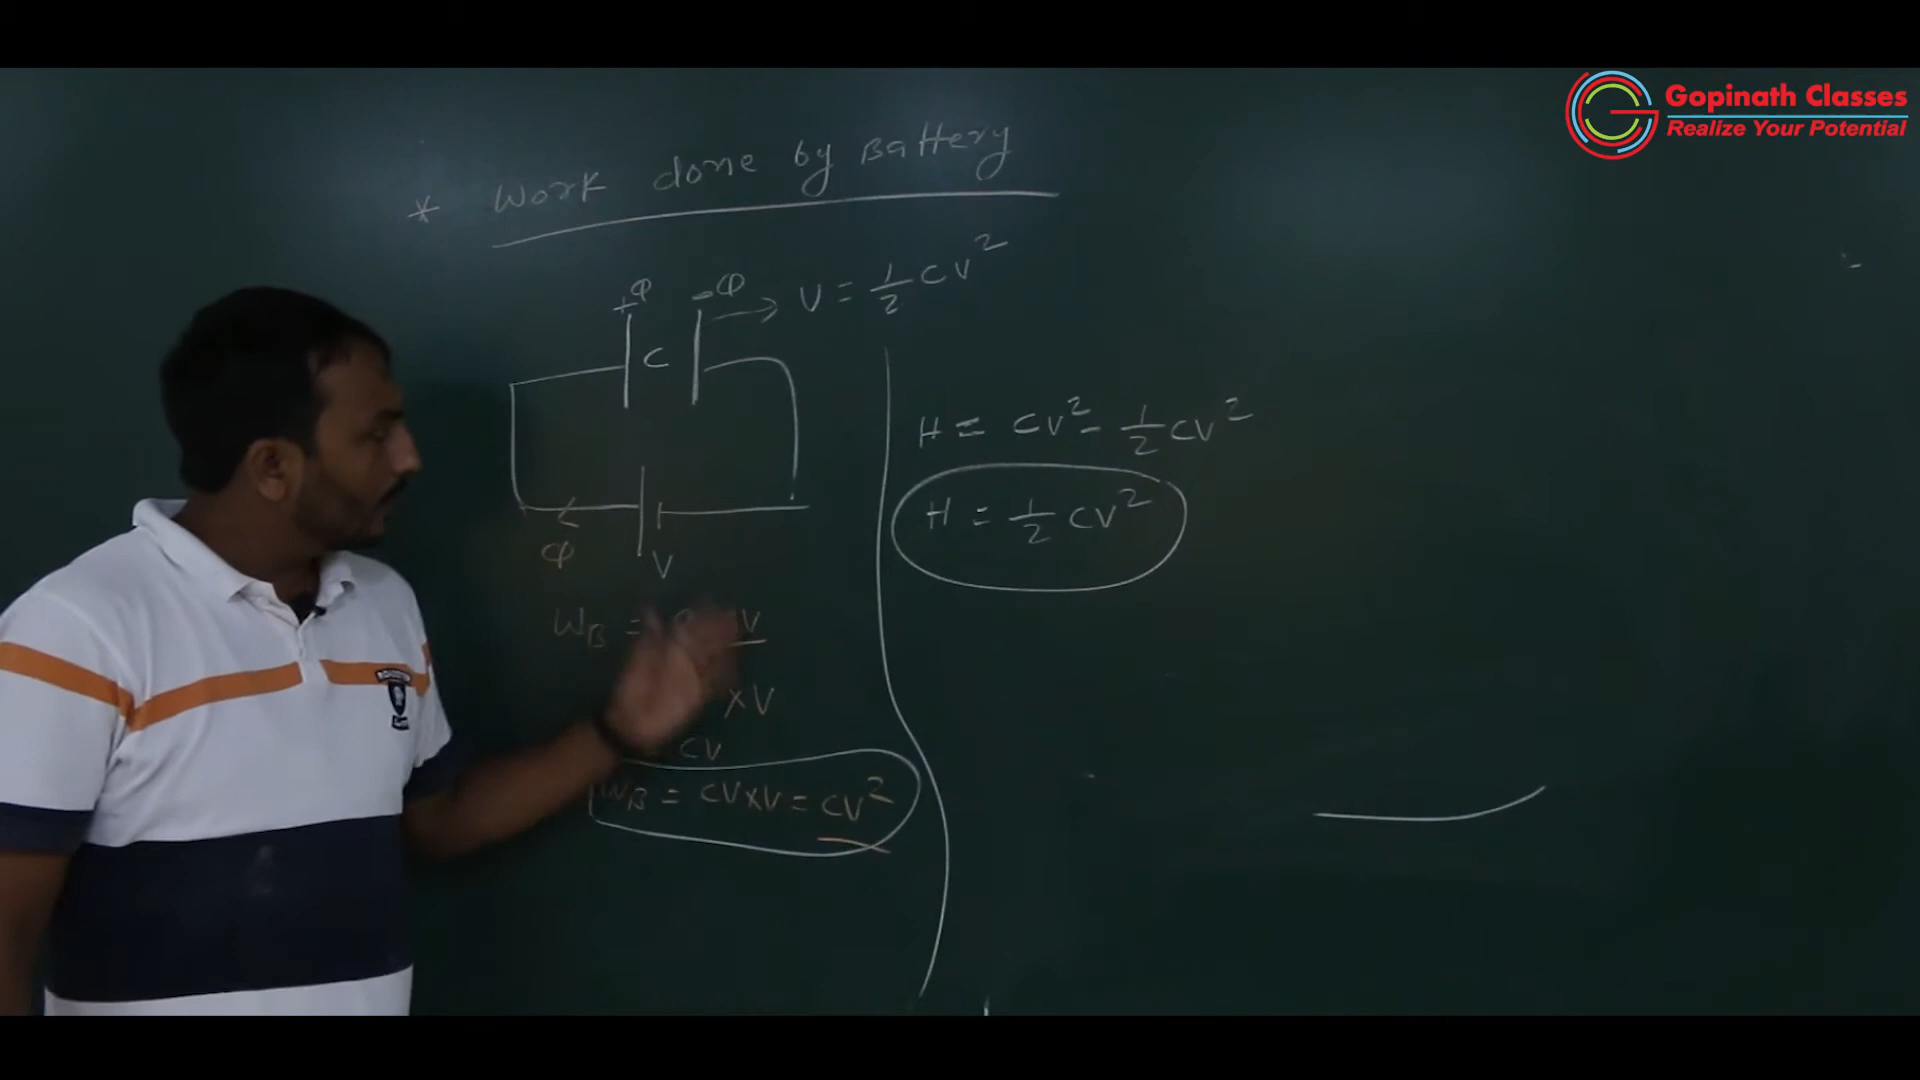 Gopinath Classes
Realize Your Potential
* Work done by Battery
+Q -Q → U = 1/2 CV²
C
Q
V
W_B = V
× V
= CV
W_B = CV×V = CV²
H = CV² - 1/2 CV²
H = 1/2 CV²